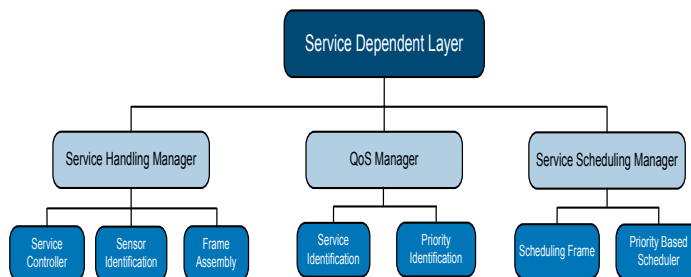 Service Dependent Layer
Service Handling Manager
QoS Manager
Service Scheduling Manager
Service
Controller
Sensor
Identification
Frame
Assembly
Service
Identification
Priority
Identification
Scheduling Frame
Priority Based
Scheduler